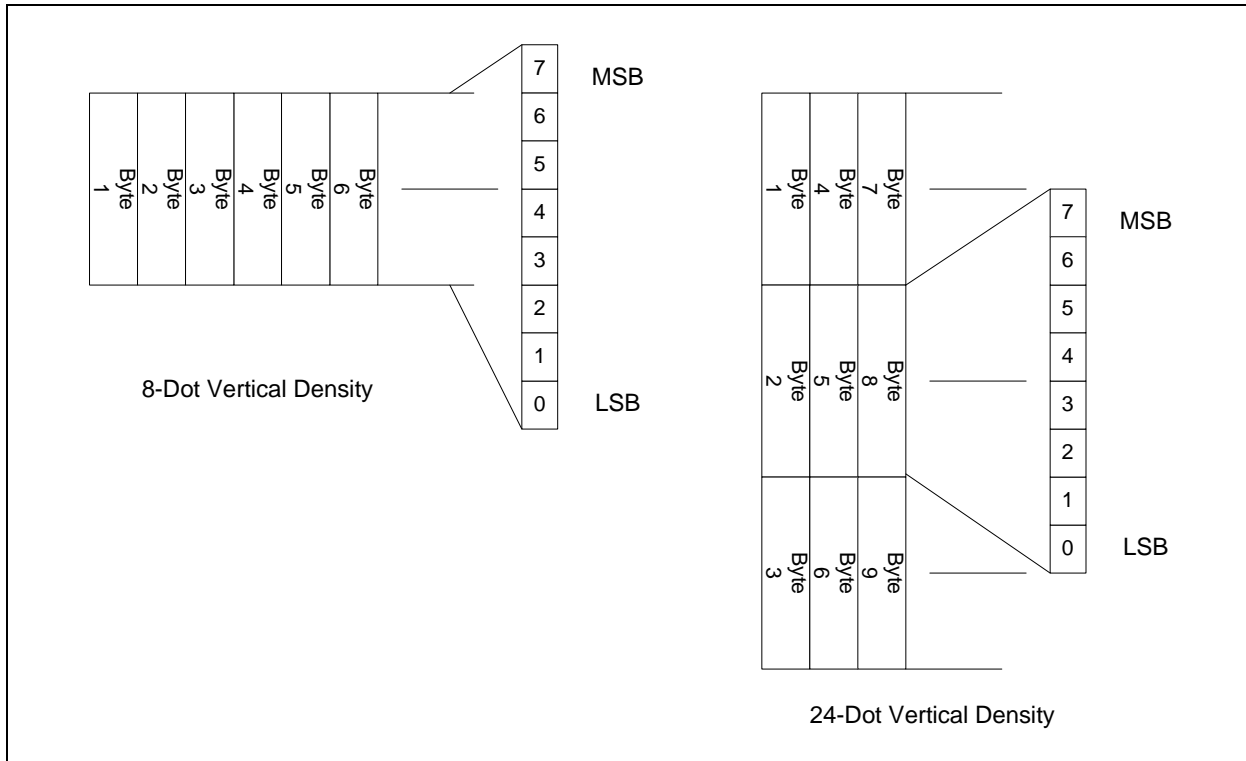 Byte 1
Byte 2
Byte 3
Byte 4
Byte 5
Byte 6
7
6
5
4
3
2
1
0
MSB
LSB
8-Dot Vertical Density
Byte 1
Byte 4
Byte 7
Byte 2
Byte 5
Byte 8
Byte 3
Byte 6
Byte 9
7
6
5
4
3
2
1
0
MSB
LSB
24-Dot Vertical Density